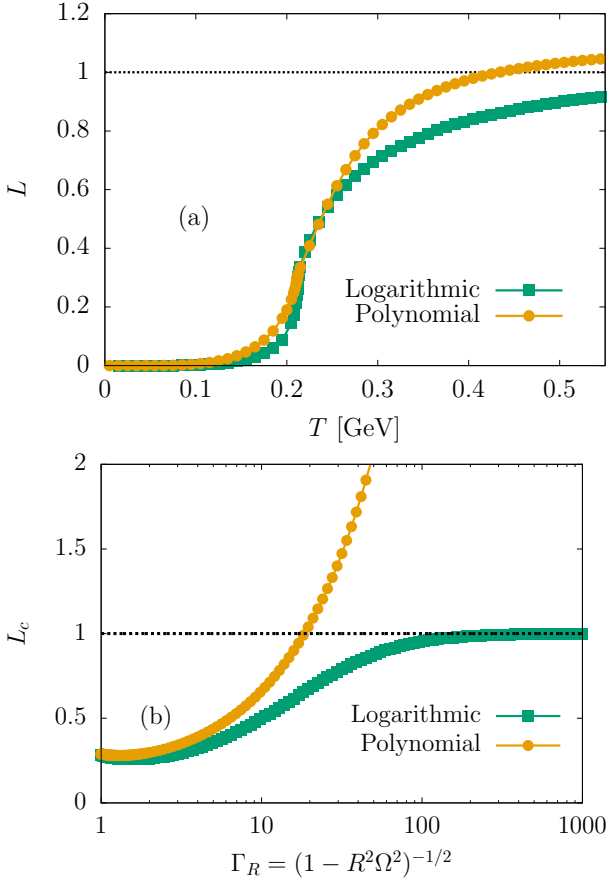 1.2
1
0.8
0.6
0.4
0.2
0
L
(a)
Logarithmic
Polynomial
0 0.1 0.2 0.3 0.4 0.5
T [GeV]
2
1.5
1
0.5
0
L_c
(b)
Logarithmic
Polynomial
1 10 100 1000
Γ_R = (1 − R²Ω²)^{−1/2}